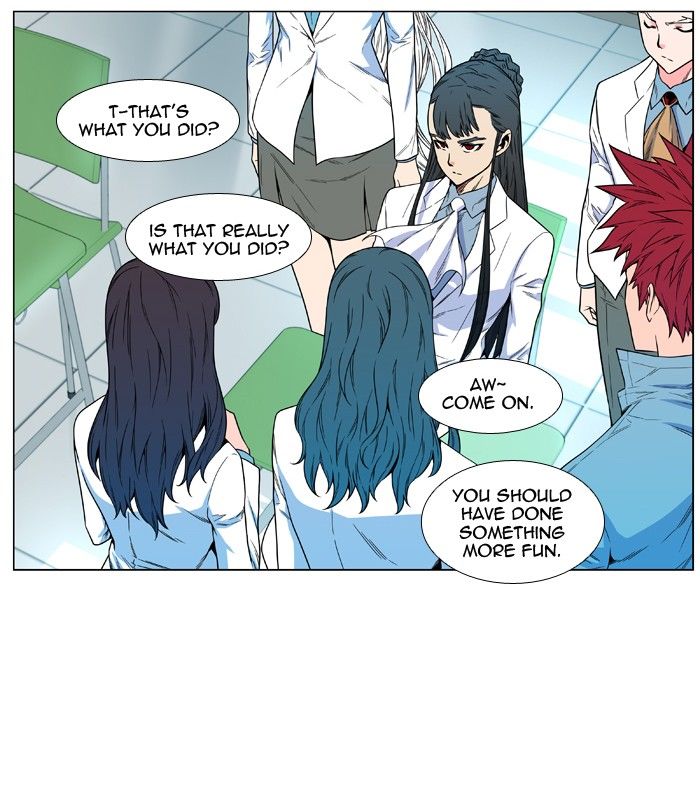 T-THAT'S
WHAT YOU DID?
IS THAT REALLY
WHAT YOU DID?
AW~
COME ON.
YOU SHOULD
HAVE DONE
SOMETHING
MORE FUN.